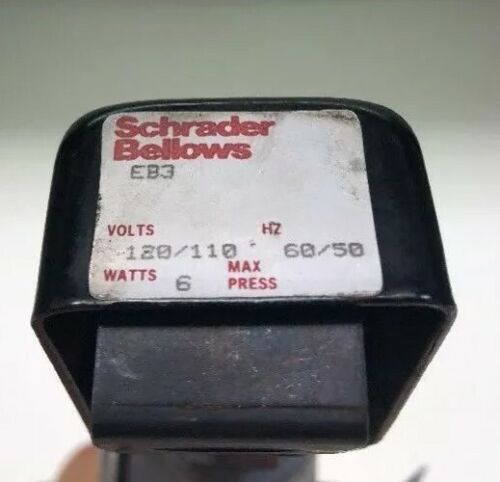 Schrader
Bellows
EB3
VOLTS HZ
120/110 60/50
WATTS 6 MAX
PRESS